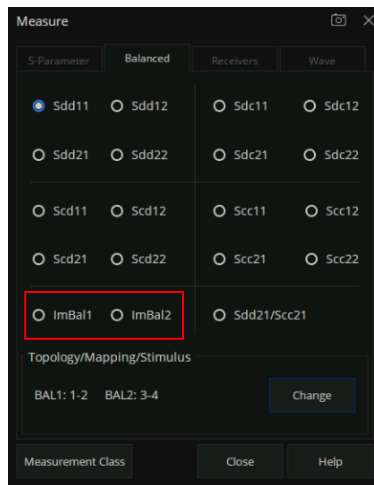 Measure
S-Parameter Balanced Receivers Wave
Sdd11 Sdd12 Sdc11 Sdc12
Sdd21 Sdd22 Sdc21 Sdc22
Scd11 Scd12 Scc11 Scc12
Scd21 Scd22 Scc21 Scc22
ImBal1 ImBal2 Sdd21/Scc21
Topology/Mapping/Stimulus
BAL1: 1-2 BAL2: 3-4 Change
Measurement Class Close Help